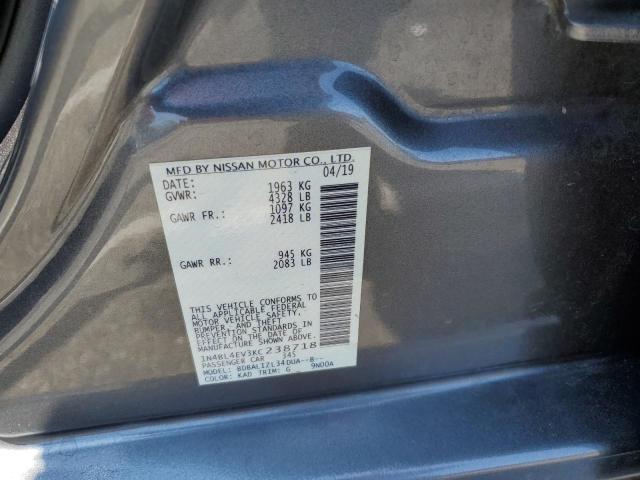 MFD BY NISSAN MOTOR CO., LTD.
DATE: 04/19
GVWR: 1963 KG
4328 LB
GAWR FR.: 1097 KG
2418 LB
GAWR RR.: 945 KG
2083 LB
THIS VEHICLE CONFORMS TO
ALL APPLICABLE FEDERAL
MOTOR VEHICLE SAFETY,
BUMPER, AND THEFT
PREVENTION STANDARDS IN
EFFECT ON THE DATE OF
MANUFACTURE SHOWN ABOVE.
1N4BL4EV3KC238718
PASSENGER CAR 345
MODEL: BDBALIZL34DUA--B--
COLOR: KAD TRIM: G 9N00A